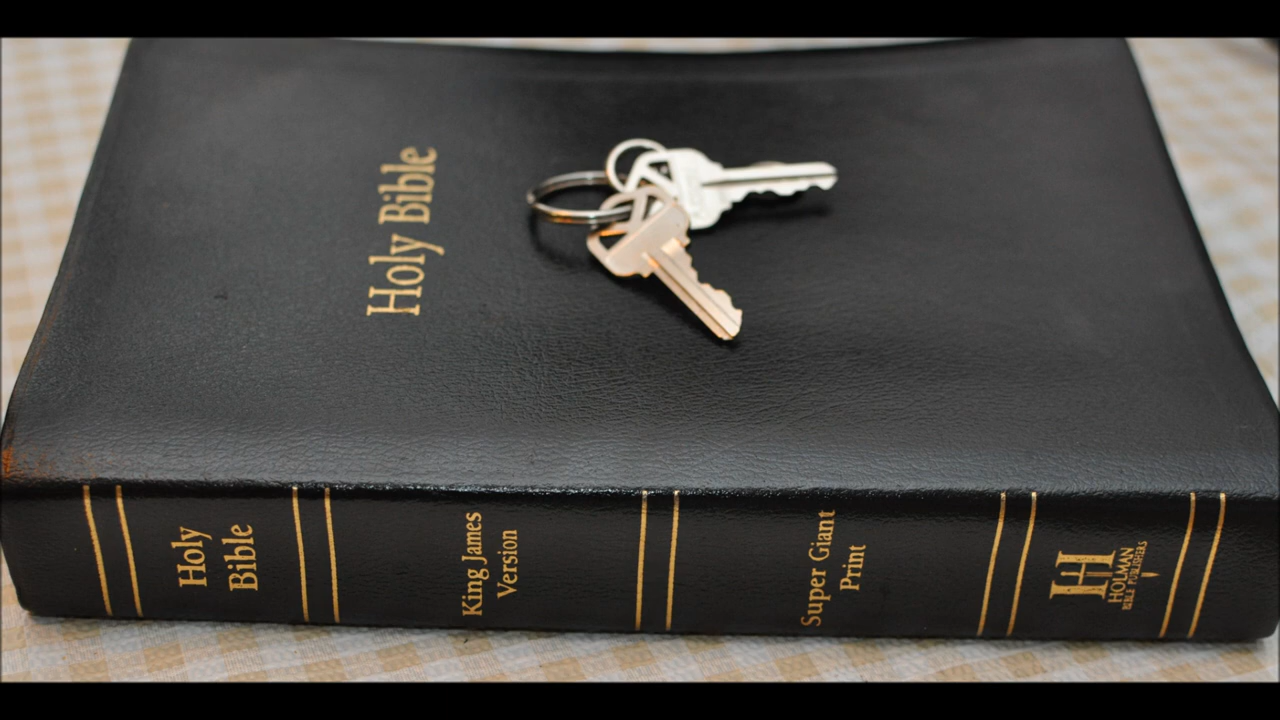 Holy Bible
Holy
Bible
King James
Version
Super Giant
Print
HOLMAN
BIBLE PUBLISHERS